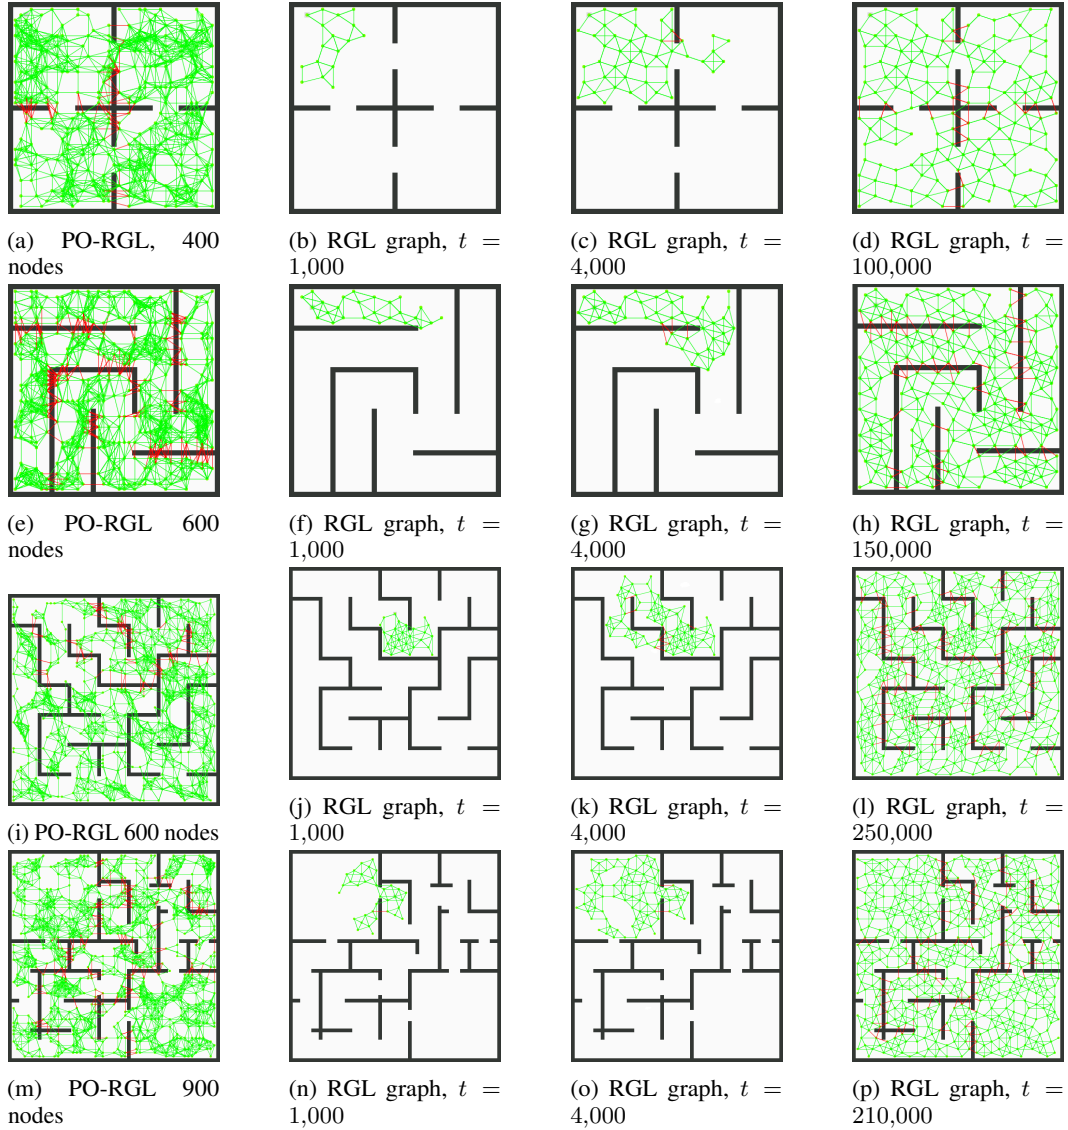 (a) PO-RGL, 400
nodes
(b) RGL graph, t =
1,000
(c) RGL graph, t =
4,000
(d) RGL graph, t =
100,000
(e) PO-RGL 600
nodes
(f) RGL graph, t =
1,000
(g) RGL graph, t =
4,000
(h) RGL graph, t =
150,000
(i) PO-RGL 600 nodes
(j) RGL graph, t =
1,000
(k) RGL graph, t =
4,000
(l) RGL graph, t =
250,000
(m) PO-RGL 900
nodes
(n) RGL graph, t =
1,000
(o) RGL graph, t =
4,000
(p) RGL graph, t =
210,000